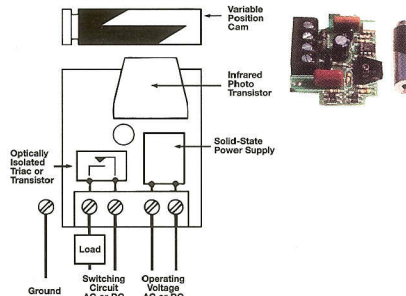 Variable
Position
Cam
Infrared
Photo
Transistor
Optically
Isolated
Triac or
Transistor
Solid-State
Power Supply
Load
Ground
Switching
Circuit
AC or DC
Operating
Voltage
AC or DC